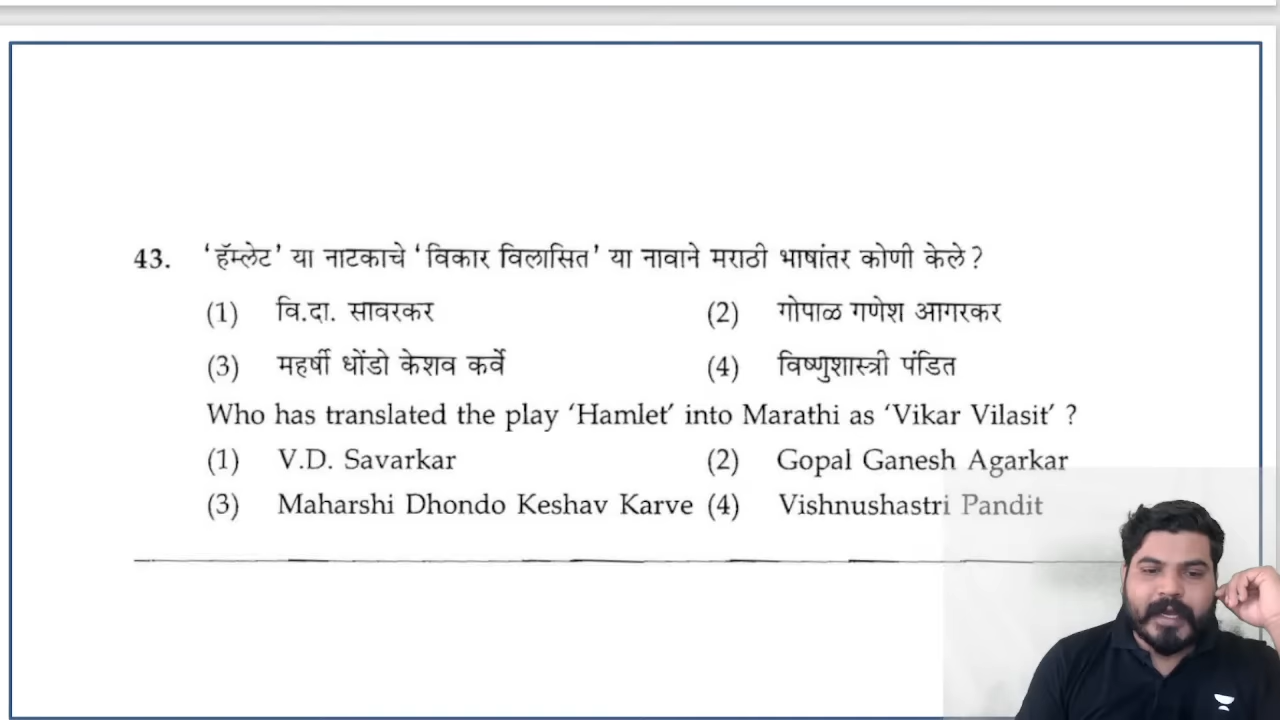 43. 'हॅम्लेट' या नाटकाचे 'विकार विलासित' या नावाने मराठी भाषांतर कोणी केले ?
(1) वि.दा. सावरकर (2) गोपाळ गणेश आगरकर
(3) महर्षी धोंडो केशव कर्वे (4) विष्णुशास्त्री पंडित
Who has translated the play 'Hamlet' into Marathi as 'Vikar Vilasit' ?
(1) V.D. Savarkar (2) Gopal Ganesh Agarkar
(3) Maharshi Dhondo Keshav Karve (4) Vishnushastri Pandit